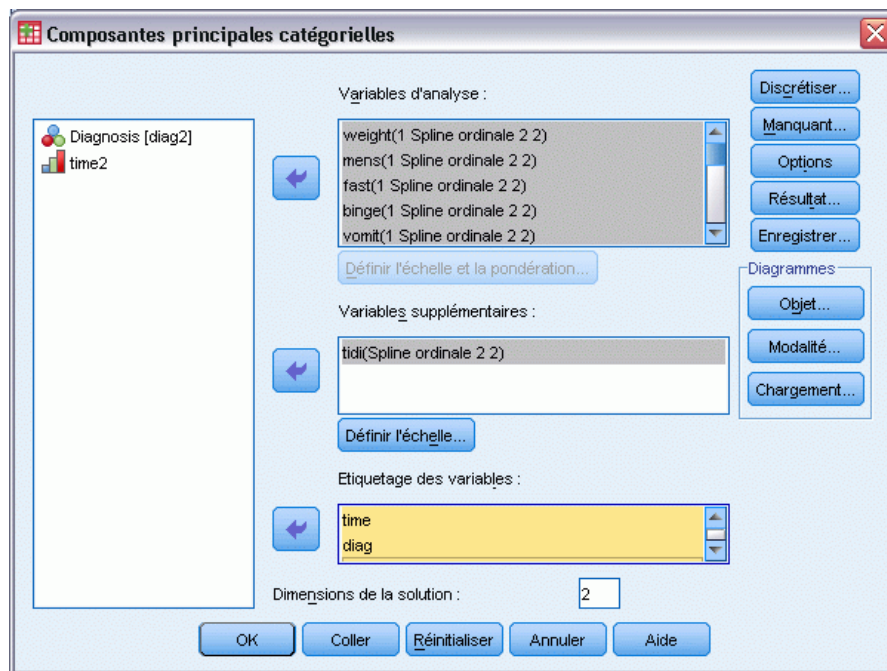 Composantes principales catégorielles
Diagnosis [diag2]
time2
Variables d'analyse :
weight(1 Spline ordinale 2 2)
mens(1 Spline ordinale 2 2)
fast(1 Spline ordinale 2 2)
binge(1 Spline ordinale 2 2)
vomit(1 Spline ordinale 2 2)
Définir l'échelle et la pondération...
Variables supplémentaires :
tidi(Spline ordinale 2 2)
Définir l'échelle...
Etiquetage des variables :
time
diag
Dimensions de la solution :
2
Discrétiser...
Manquant...
Options
Résultat...
Enregistrer...
Diagrammes
Objet...
Modalité...
Chargement...
OK
Coller
Réinitialiser
Annuler
Aide